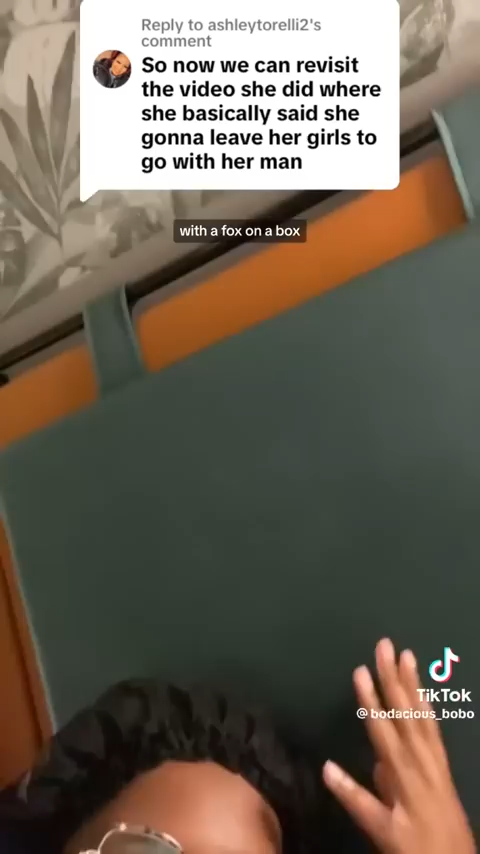 Reply to ashleytorelli2's
comment
So now we can revisit
the video she did where
she basically said she
gonna leave her girls to
go with her man
with a fox on a box
TikTok
@bodacious_bobo